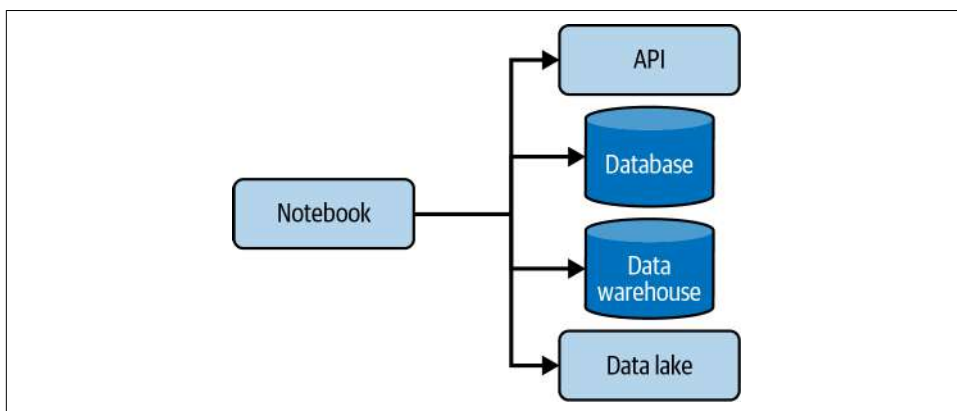 API
Database
Notebook
Data
warehouse
Data lake